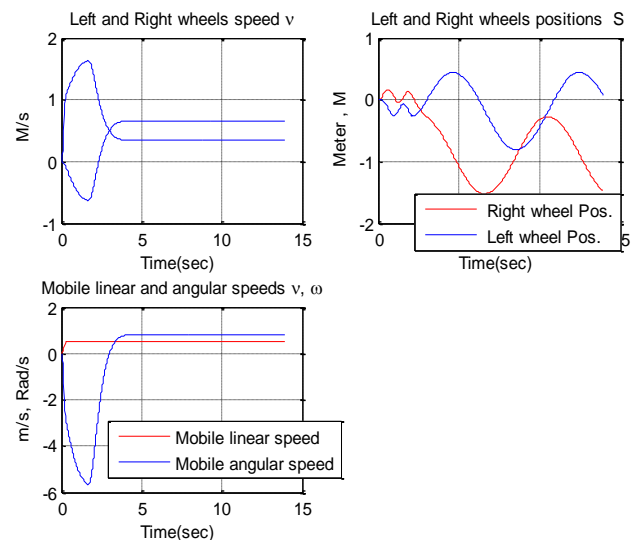 Left and Right wheels speed ν
M/s
2
1
0
-1
0 5 10 15
Time(sec)
Left and Right wheels positions S
Meter , M
1
0
-1
-2
5
Right wheel Pos.
Left wheel Pos.
Time(sec)
Mobile linear and angular speeds ν, ω
m/s, Rad/s
2
0
-2
-4
-6
Mobile linear speed
Mobile angular speed
0 5 10 15
Time(sec)